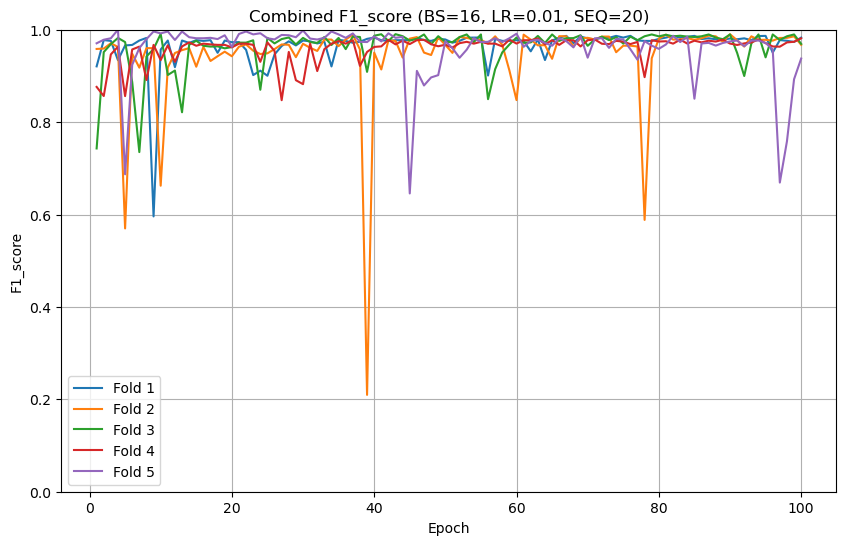 Combined F1_score (BS=16, LR=0.01, SEQ=20)
F1_score
1.0
0.8
0.6
0.4
0.2
0.0
Fold 1
Fold 2
Fold 3
Fold 4
Fold 5
0 20 40 60 80 100
Epoch